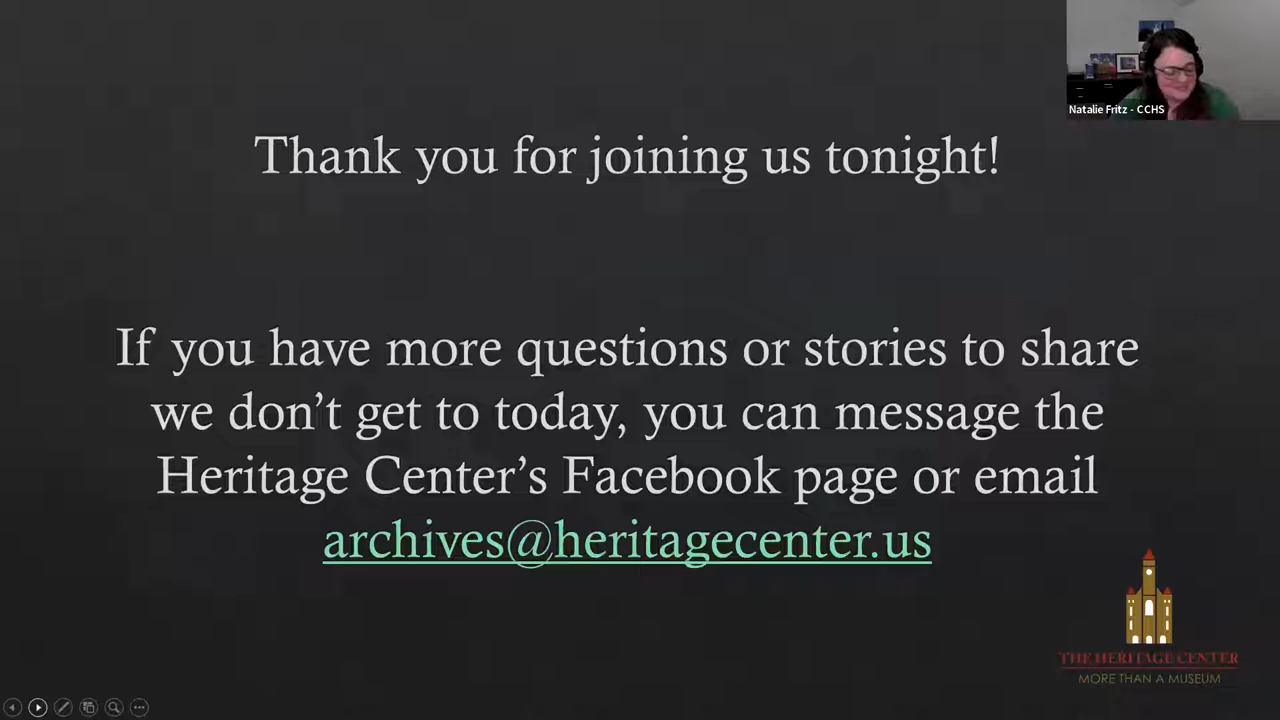 Natalie Fritz - CCHS
Thank you for joining us tonight!
If you have more questions or stories to share
we don’t get to today, you can message the
Heritage Center’s Facebook page or email
archives@heritagecenter.us
THE HERITAGE CENTER
MORE THAN A MUSEUM